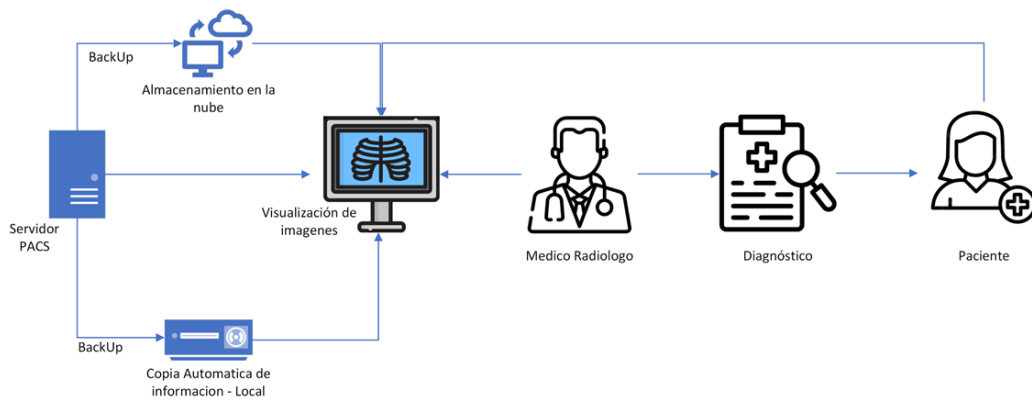 BackUp
Almacenamiento en la
nube
Servidor
PACS
Visualización de
imagenes
Medico Radiologo
Diagnóstico
Paciente
BackUp
Copia Automatica de
informacion - Local